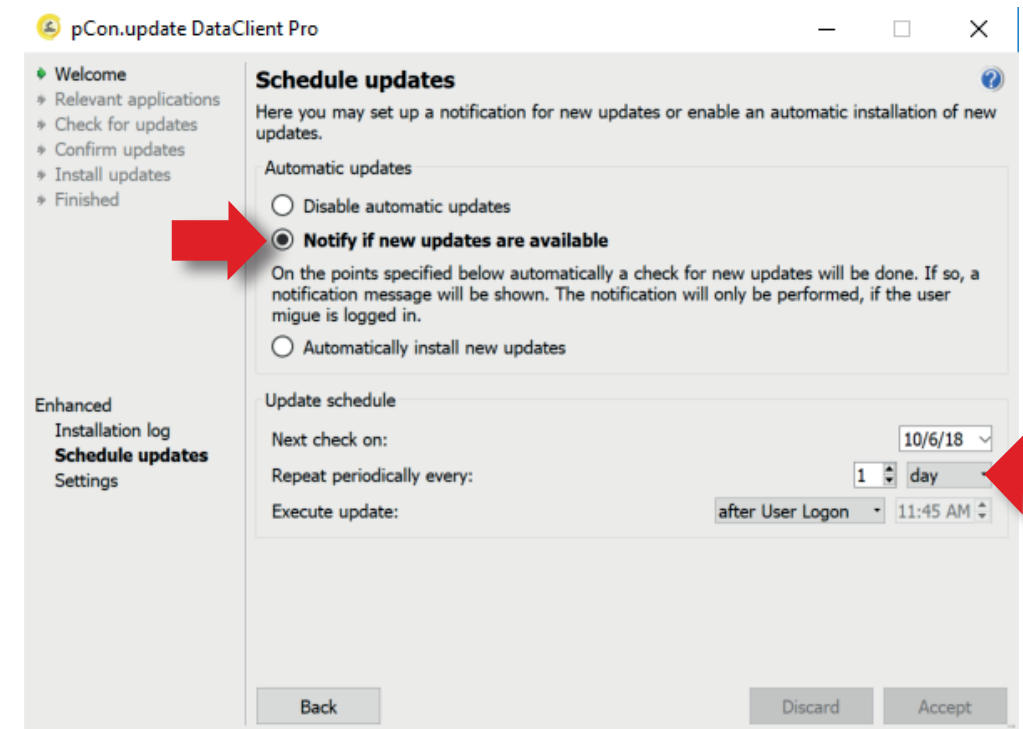 pCon.update DataClient Pro
Welcome
Relevant applications
Check for updates
Confirm updates
Install updates
Finished
Enhanced
Installation log
Schedule updates
Settings
Schedule updates
Here you may set up a notification for new updates or enable an automatic installation of new
updates.
Automatic updates
Disable automatic updates
Notify if new updates are available
On the points specified below automatically a check for new updates will be done. If so, a
notification message will be shown. The notification will only be performed, if the user
migue is logged in.
Automatically install new updates
Update schedule
Next check on: 10/6/18
Repeat periodically every: 1 day
Execute update: after User Logon 11:45 AM
Back Discard Accept